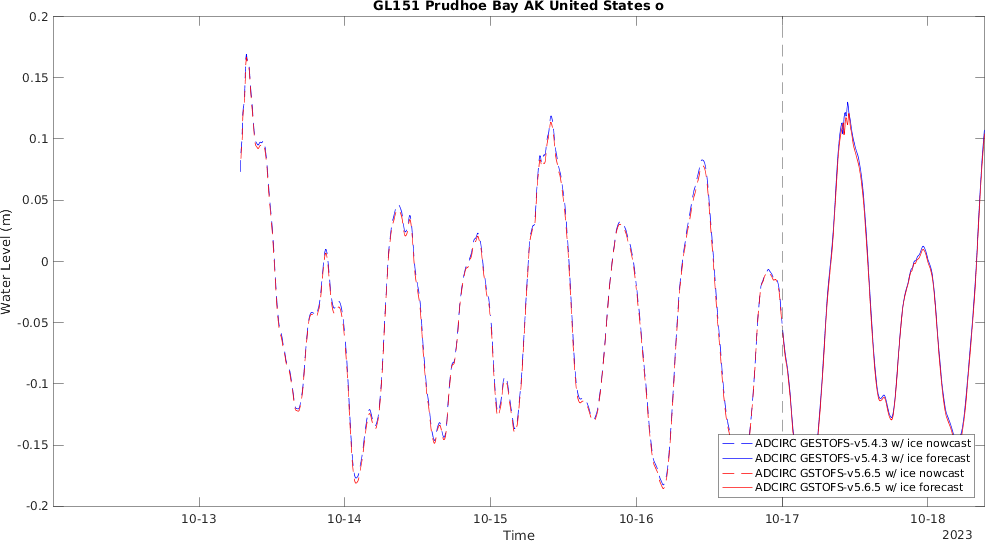 GL151 Prudhoe Bay AK United States o
0.2
0.15
0.1
0.05
0
-0.05
-0.1
-0.15
-0.2
Water Level (m)
10-13
10-14
10-15
10-16
10-17
10-18
Time
2023
ADCIRC GESTOFS-v5.4.3 w/ ice nowcast
ADCIRC GESTOFS-v5.4.3 w/ ice forecast
ADCIRC GSTOFS-v5.6.5 w/ ice nowcast
ADCIRC GSTOFS-v5.6.5 w/ ice forecast